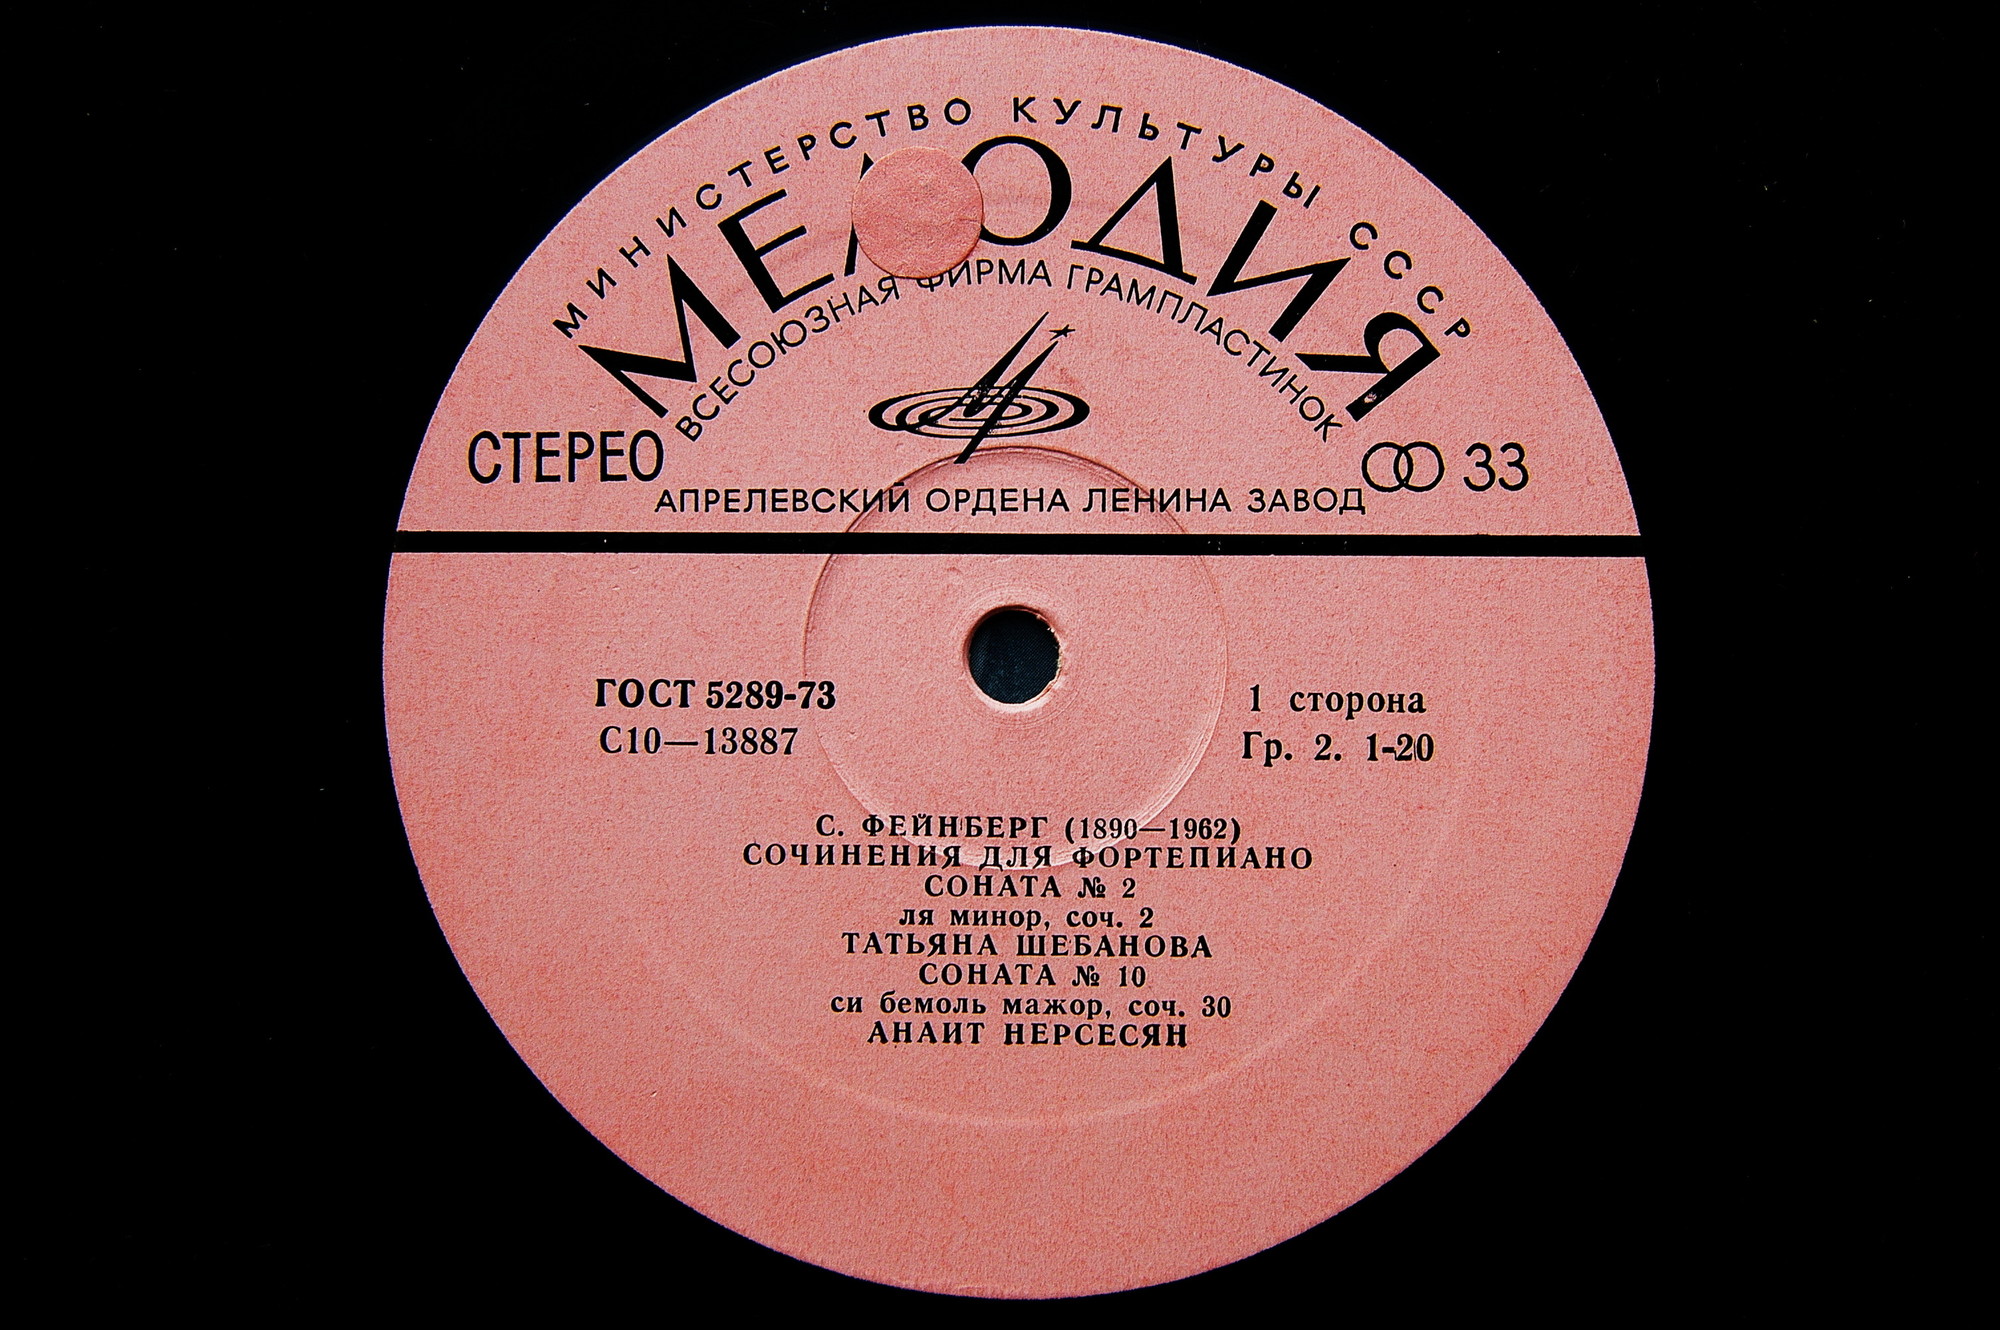 МИНИСТЕРСТВО КУЛЬТУРЫ СССР
МЕЛОДИЯ
ВСЕСОЮЗНАЯ ФИРМА ГРАМПЛАСТИНОК
СТЕРЕО
33
АПРЕЛЕВСКИЙ ОРДЕНА ЛЕНИНА ЗАВОД
ГОСТ 5289-73
С10—13887
1 сторона
Гр. 2. 1-20
С. ФЕЙНБЕРГ (1890—1962)
СОЧИНЕНИЯ ДЛЯ ФОРТЕПИАНО
СОНАТА № 2
ля минор, соч. 2
ТАТЬЯНА ШЕБАНОВА
СОНАТА № 10
си бемоль мажор, соч. 30
АНАИТ НЕРСЕСЯН